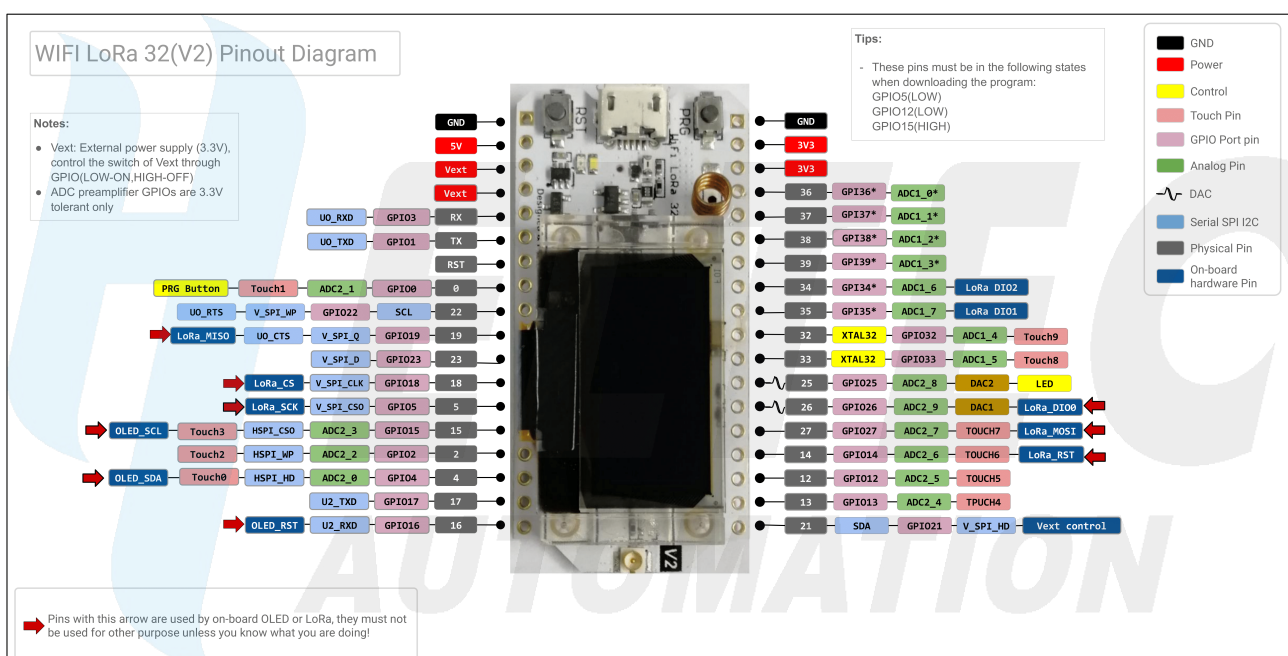 WIFI LoRa 32(V2) Pinout Diagram
Notes:
Vext: External power supply (3.3V),
control the switch of Vext through
GPIO(LOW-ON,HIGH-OFF)
ADC preamplifier GPIOs are 3.3V
tolerant only
Tips:
- These pins must be in the following states
when downloading the program:
GPIO5(LOW)
GPIO12(LOW)
GPIO15(HIGH)
GND
Power
Control
Touch Pin
GPIO Port pin
Analog Pin
DAC
Serial SPI I2C
Physical Pin
On-board
hardware Pin
GND
5V
Vext
Vext
UO_RXD GPIO3 RX
UO_TXD GPIO1 TX
RST
PRG Button Touch1 ADC2_1 GPIO0 0
UO_RTS V_SPI_WP GPIO22 SCL 22
LoRa_MISO UO_CTS V_SPI_Q GPIO19 19
V_SPI_D GPIO23 23
LoRa_CS V_SPI_CLK GPIO18 18
LoRa_SCK V_SPI_CSO GPIO5 5
OLED_SCL Touch3 HSPI_CSO ADC2_3 GPIO15 15
Touch2 HSPI_WP ADC2_2 GPIO2 2
OLED_SDA Touch0 HSPI_HD ADC2_0 GPIO4 4
U2_TXD GPIO17 17
OLED_RST U2_RXD GPIO16 16
RST
PRG
WiFi LoRa 32
V2
GND
3V3
3V3
36 GPI36* ADC1_0*
37 GPI37* ADC1_1*
38 GPI38* ADC1_2*
39 GPI39* ADC1_3*
34 GPI34* ADC1_6 LoRa DIO2
35 GPI35* ADC1_7 LoRa DIO1
32 XTAL32 GPIO32 ADC1_4 Touch9
33 XTAL32 GPIO33 ADC1_5 Touch8
25 GPIO25 ADC2_8 DAC2 LED
26 GPIO26 ADC2_9 DAC1 LoRa_DIO0
27 GPIO27 ADC2_7 TOUCH7 LoRa_MOSI
14 GPIO14 ADC2_6 TOUCH6 LoRa_RST
12 GPIO12 ADC2_5 TOUCH5
13 GPIO13 ADC2_4 TPUCH4
21 SDA GPIO21 V_SPI_HD Vext control
AUTOMATION
Pins with this arrow are used by on-board OLED or LoRa, they must not
be used for other purpose unless you know what you are doing!